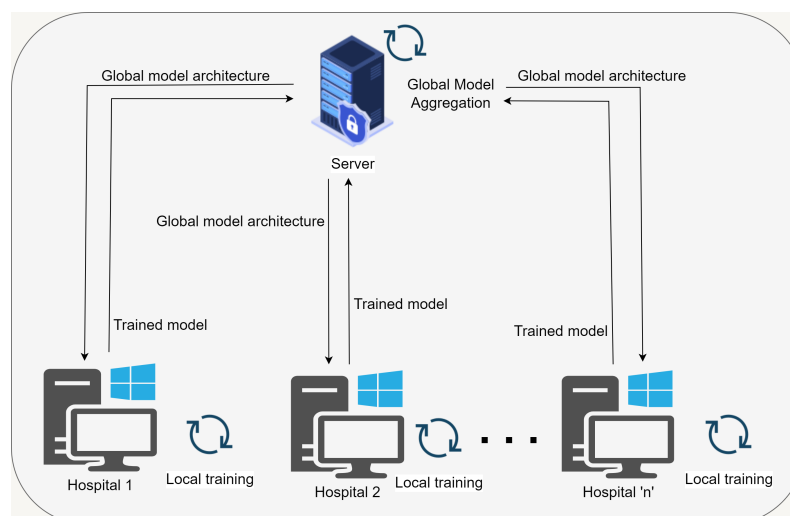 Global model architecture
Global Model
Aggregation
Global model architecture
Server
Global model architecture
Trained model
Trained model
Trained model
Hospital 1
Local training
Hospital 2
Local training
Hospital 'n'
Local training